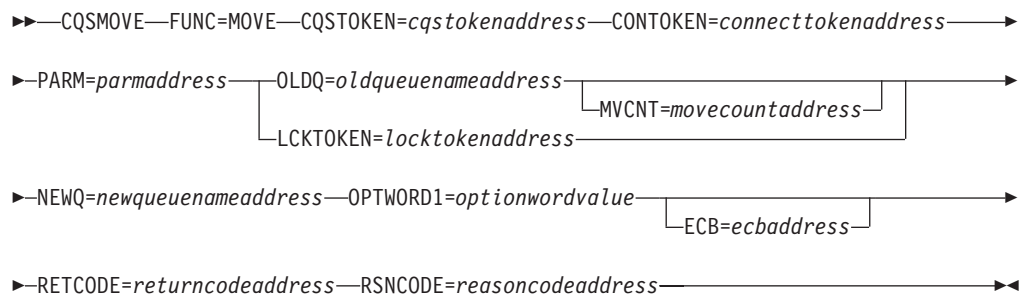 CQSMOVE FUNC=MOVE CQSTOKEN=cqstokenaddress CONTOKEN=connecttokenaddress
PARM=parmaddress OLDQ=oldqueuenameaddress
MVCNT=movecountaddress
LCKTOKEN=locktokenaddress
NEWQ=newqueuenameaddress OPTWORD1=optionwordvalue
ECB=ecbaddress
RETCODE=returncodeaddress RSNCODE=reasoncodeaddress